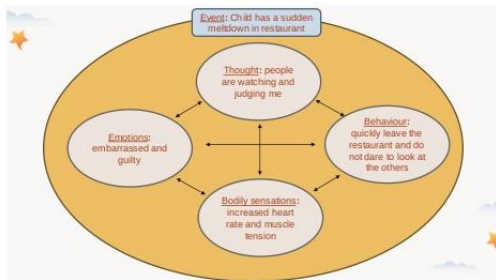 Event: Child has a sudden
meltdown in restaurant
Thought: people
are watching and
judging me
Emotions:
embarrassed and
guilty
Behaviour:
quickly leave the
restaurant and do
not dare to look at
the others
Bodily sensations:
increased heart
rate and muscle
tension